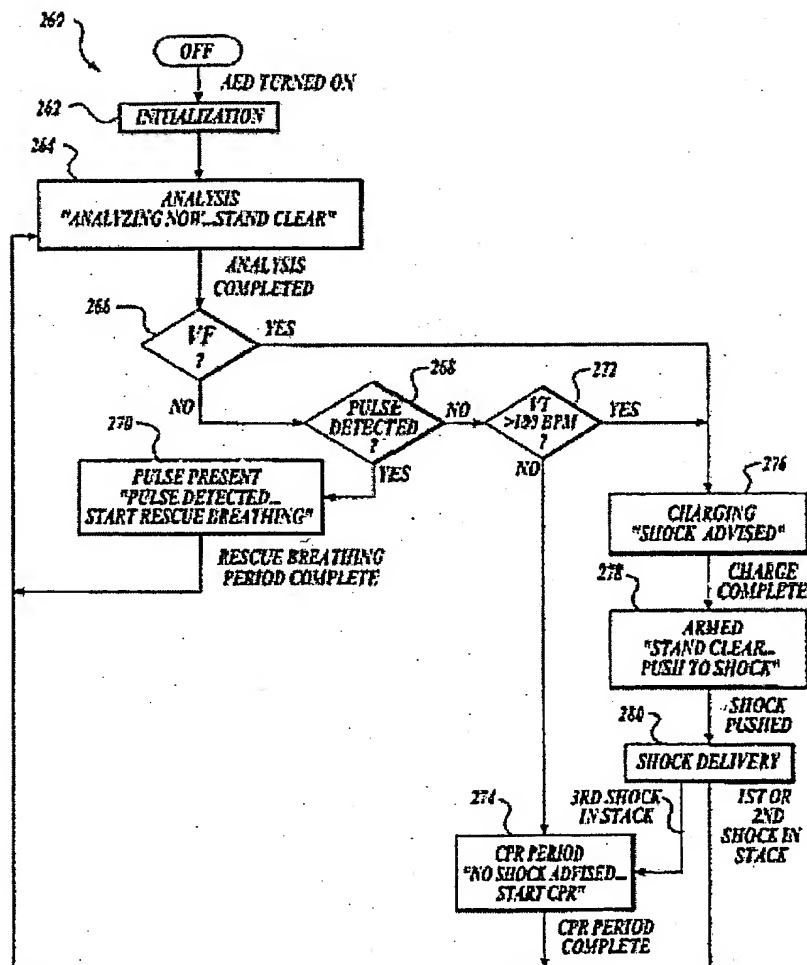 260
OFF
AED TURNED ON
262
INITIALIZATION
264
ANALYSIS
"ANALYZING NOW...STAND CLEAR"
ANALYSIS
COMPLETED
266
VF
?
YES
NO
268
PULSE
DETECTED
?
NO
YES
272
VT
>100 BPM
?
YES
NO
270
PULSE PRESENT
"PULSE DETECTED...
START RESCUE BREATHING"
RESCUE BREATHING
PERIOD COMPLETE
276
CHARGING
"SHOCK ADVISED"
CHARGE
COMPLETE
278
ARMED
"STAND CLEAR...
PUSH TO SHOCK"
SHOCK
PUSHED
280
SHOCK DELIVERY
3RD SHOCK
IN STACK
1ST OR
2ND
SHOCK IN
STACK
274
CPR PERIOD
"NO SHOCK ADVISED...
START CPR"
CPR PERIOD
COMPLETE